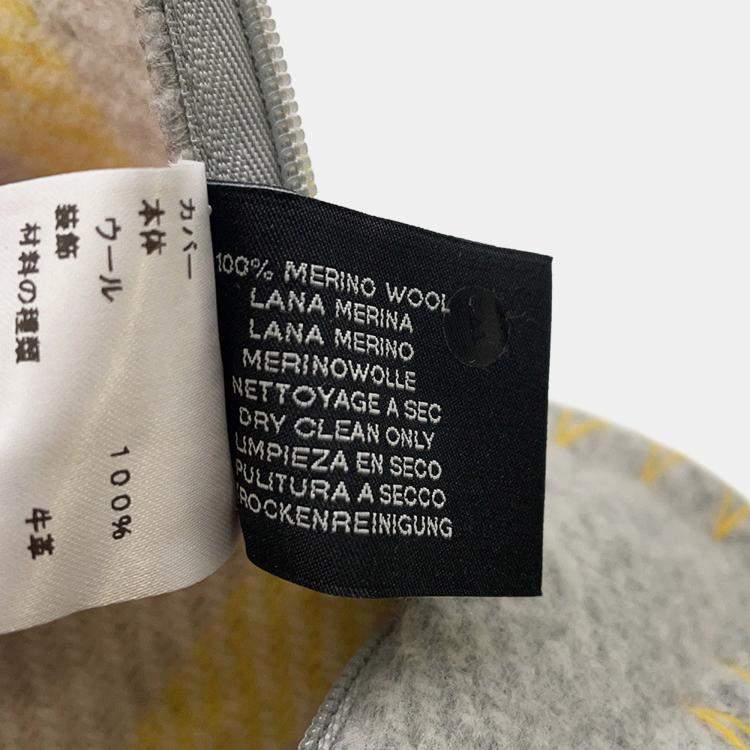 カバー
本体
ウール
100%
装飾
材料の種類
牛革
100% MERINO WOOL
LANA MERINA
LANA MERINO
MERINOWOLLE
NETTOYAGE A SEC
DRY CLEAN ONLY
LIMPIEZA EN SECO
PULITURA A SECCO
TROCKENREINIGUNG